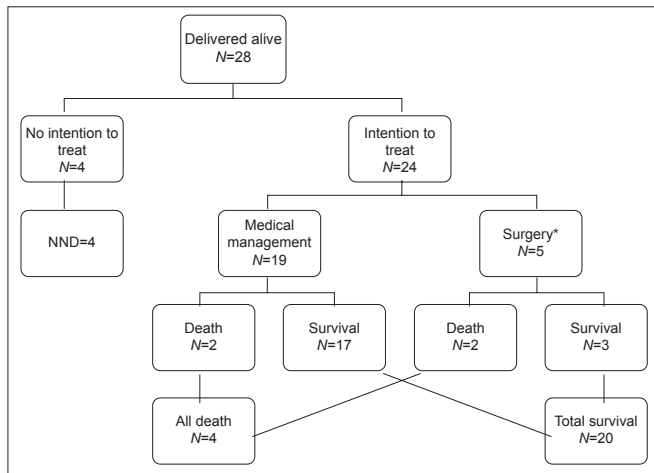 Delivered alive
N=28
No intention to
treat
N=4
Intention to
treat
N=24
NND=4
Medical
management
N=19
Surgery*
N=5
Death
N=2
Survival
N=17
Death
N=2
Survival
N=3
All death
N=4
Total survival
N=20